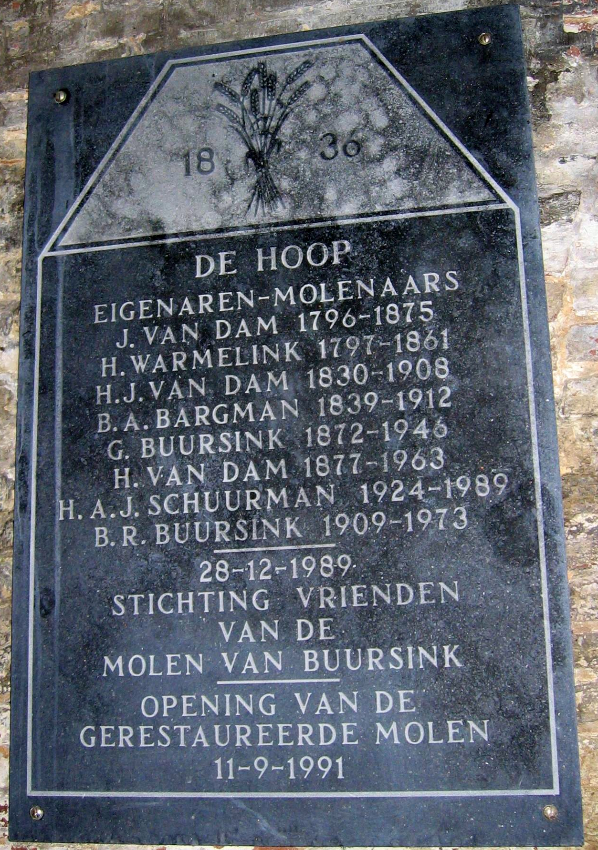 18 36
DE HOOP
EIGENAREN-MOLENAARS
J. VAN DAM 1796-1875
H. WARMELINK 1797-1861
H.J. VAN DAM 1830-1908
B.A. BARGMAN 1839-1912
G. BUURSINK 1872-1946
H. VAN DAM 1877-1963
H.A.J. SCHUURMAN 1924-1989
B.R. BUURSINK 1909-1973
28-12-1989
STICHTING VRIENDEN
VAN DE
MOLEN VAN BUURSINK
OPENING VAN DE
GERESTAUREERDE MOLEN
11-9-1991